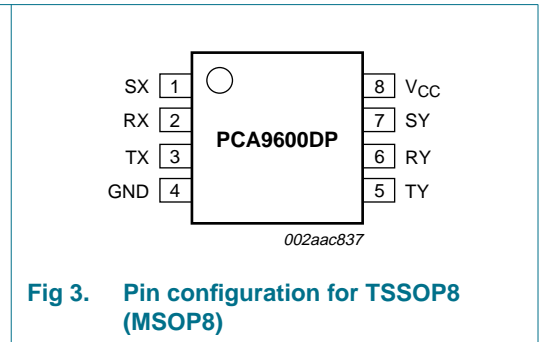 SX 1 8 VCC
RX 2 7 SY
PCA9600DP
TX 3 6 RY
GND 4 5 TY
002aac837
Fig 3. Pin configuration for TSSOP8
(MSOP8)